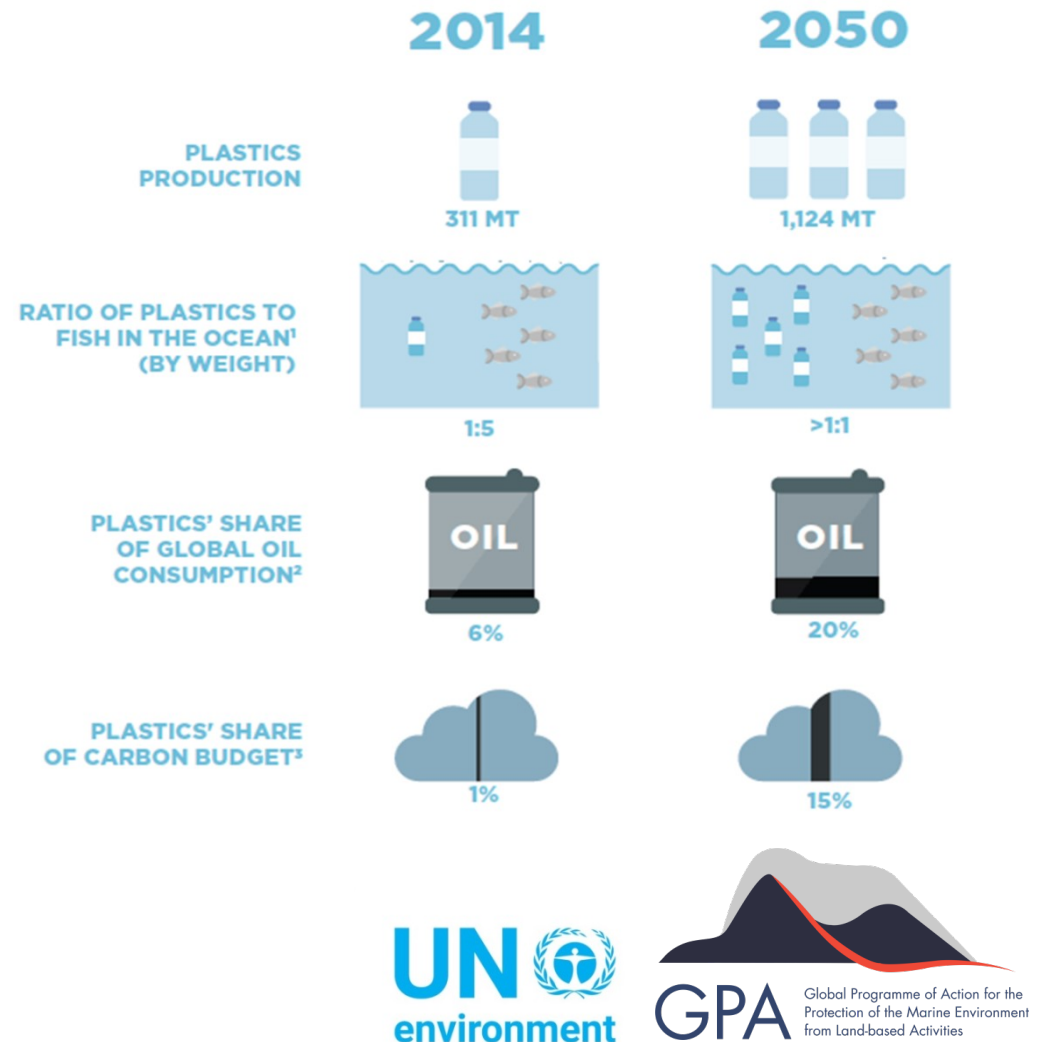 2014
2050
PLASTICS
PRODUCTION
311 MT
1,124 MT
RATIO OF PLASTICS TO
FISH IN THE OCEAN¹
(BY WEIGHT)
1:5
>1:1
PLASTICS' SHARE
OF GLOBAL OIL
CONSUMPTION²
OIL
OIL
6%
20%
PLASTICS' SHARE
OF CARBON BUDGET³
1%
15%
UN
environment
GPA
Global Programme of Action for the
Protection of the Marine Environment
from Land-based Activities